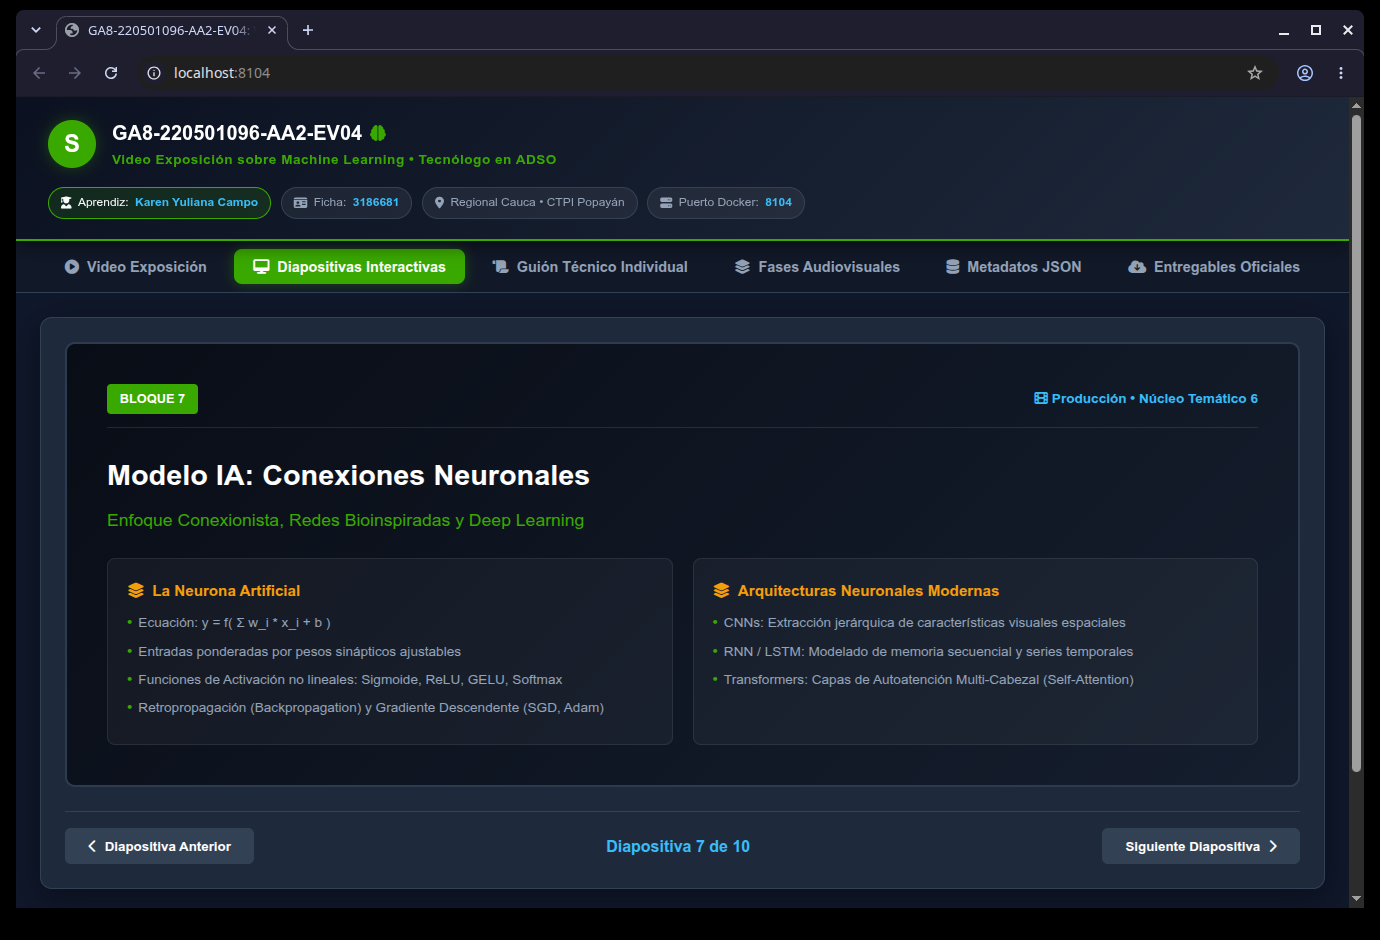 GA8-220501096-AA2-EV04:
localhost:8104
S
GA8-220501096-AA2-EV04
Video Exposición sobre Machine Learning • Tecnólogo en ADSO
Aprendiz: Karen Yuliana Campo
Ficha: 3186681
Regional Cauca • CTPI Popayán
Puerto Docker: 8104
Video Exposición
Diapositivas Interactivas
Guión Técnico Individual
Fases Audiovisuales
Metadatos JSON
Entregables Oficiales
BLOQUE 7
Producción • Núcleo Temático 6
Modelo IA: Conexiones Neuronales
Enfoque Conexionista, Redes Bioinspiradas y Deep Learning
La Neurona Artificial
• Ecuación: y = f( Σ w_i * x_i + b )
• Entradas ponderadas por pesos sinápticos ajustables
• Funciones de Activación no lineales: Sigmoide, ReLU, GELU, Softmax
• Retropropagación (Backpropagation) y Gradiente Descendente (SGD, Adam)
Arquitecturas Neuronales Modernas
• CNNs: Extracción jerárquica de características visuales espaciales
• RNN / LSTM: Modelado de memoria secuencial y series temporales
• Transformers: Capas de Autoatención Multi-Cabezal (Self-Attention)
Diapositiva Anterior
Diapositiva 7 de 10
Siguiente Diapositiva